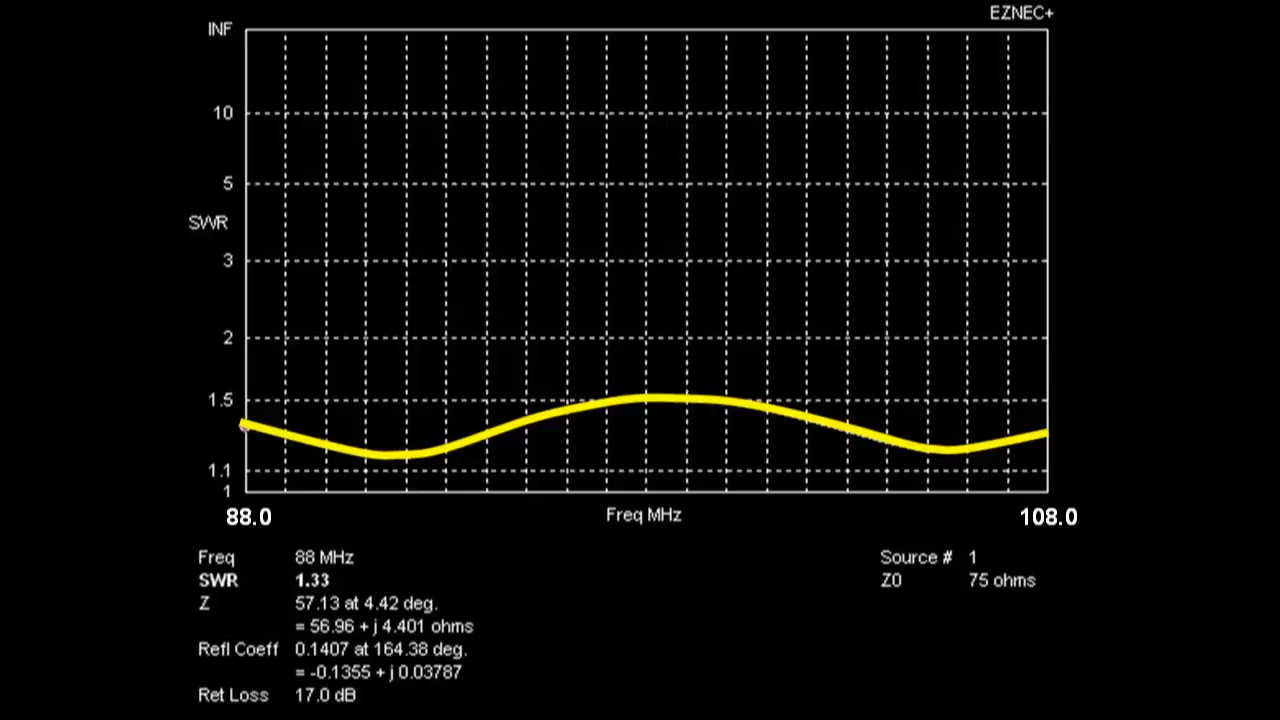 EZNEC+
INF
10
5
SWR
3
2
1.5
1.1
1
88.0 Freq MHz 108.0
Freq 88 MHz Source # 1
SWR 1.33 Z0 75 ohms
Z 57.13 at 4.42 deg.
= 56.96 + j 4.401 ohms
Refl Coeff 0.1407 at 164.38 deg.
= -0.1355 + j 0.03787
Ret Loss 17.0 dB